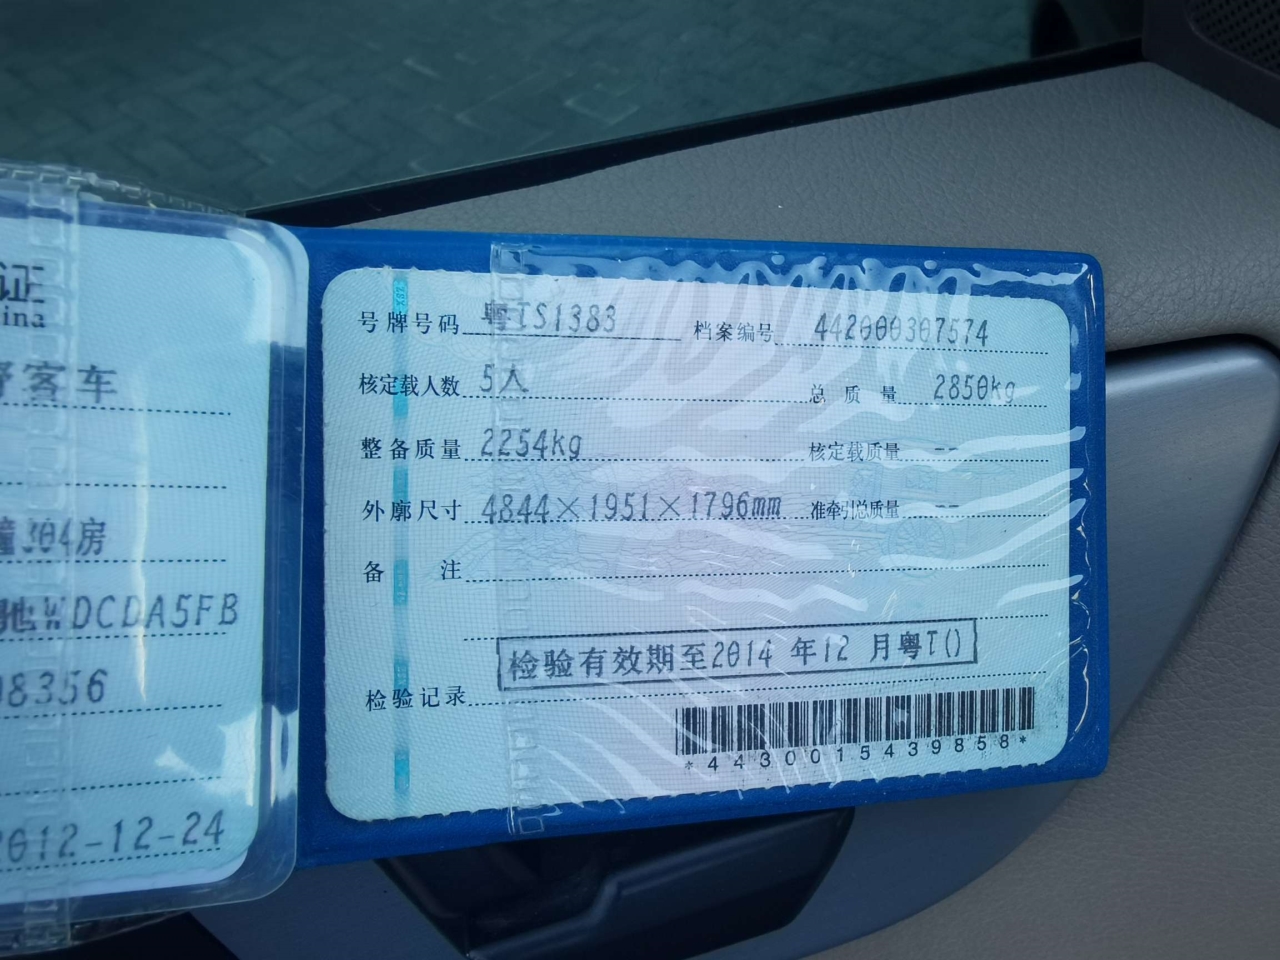 证
ina
客车
304房
驰WDCDA5FB
08356
2012-12-24
号牌号码 粤TS1383 档案编号 442000307574
核定载人数 5人 总质量 2850kg
整备质量 2254kg 核定载质量 --
外廓尺寸 4844×1951×1796mm 准牵引总质量 --
备注
检验有效期至2014年12月粤T()
检验记录
*4430015439858*